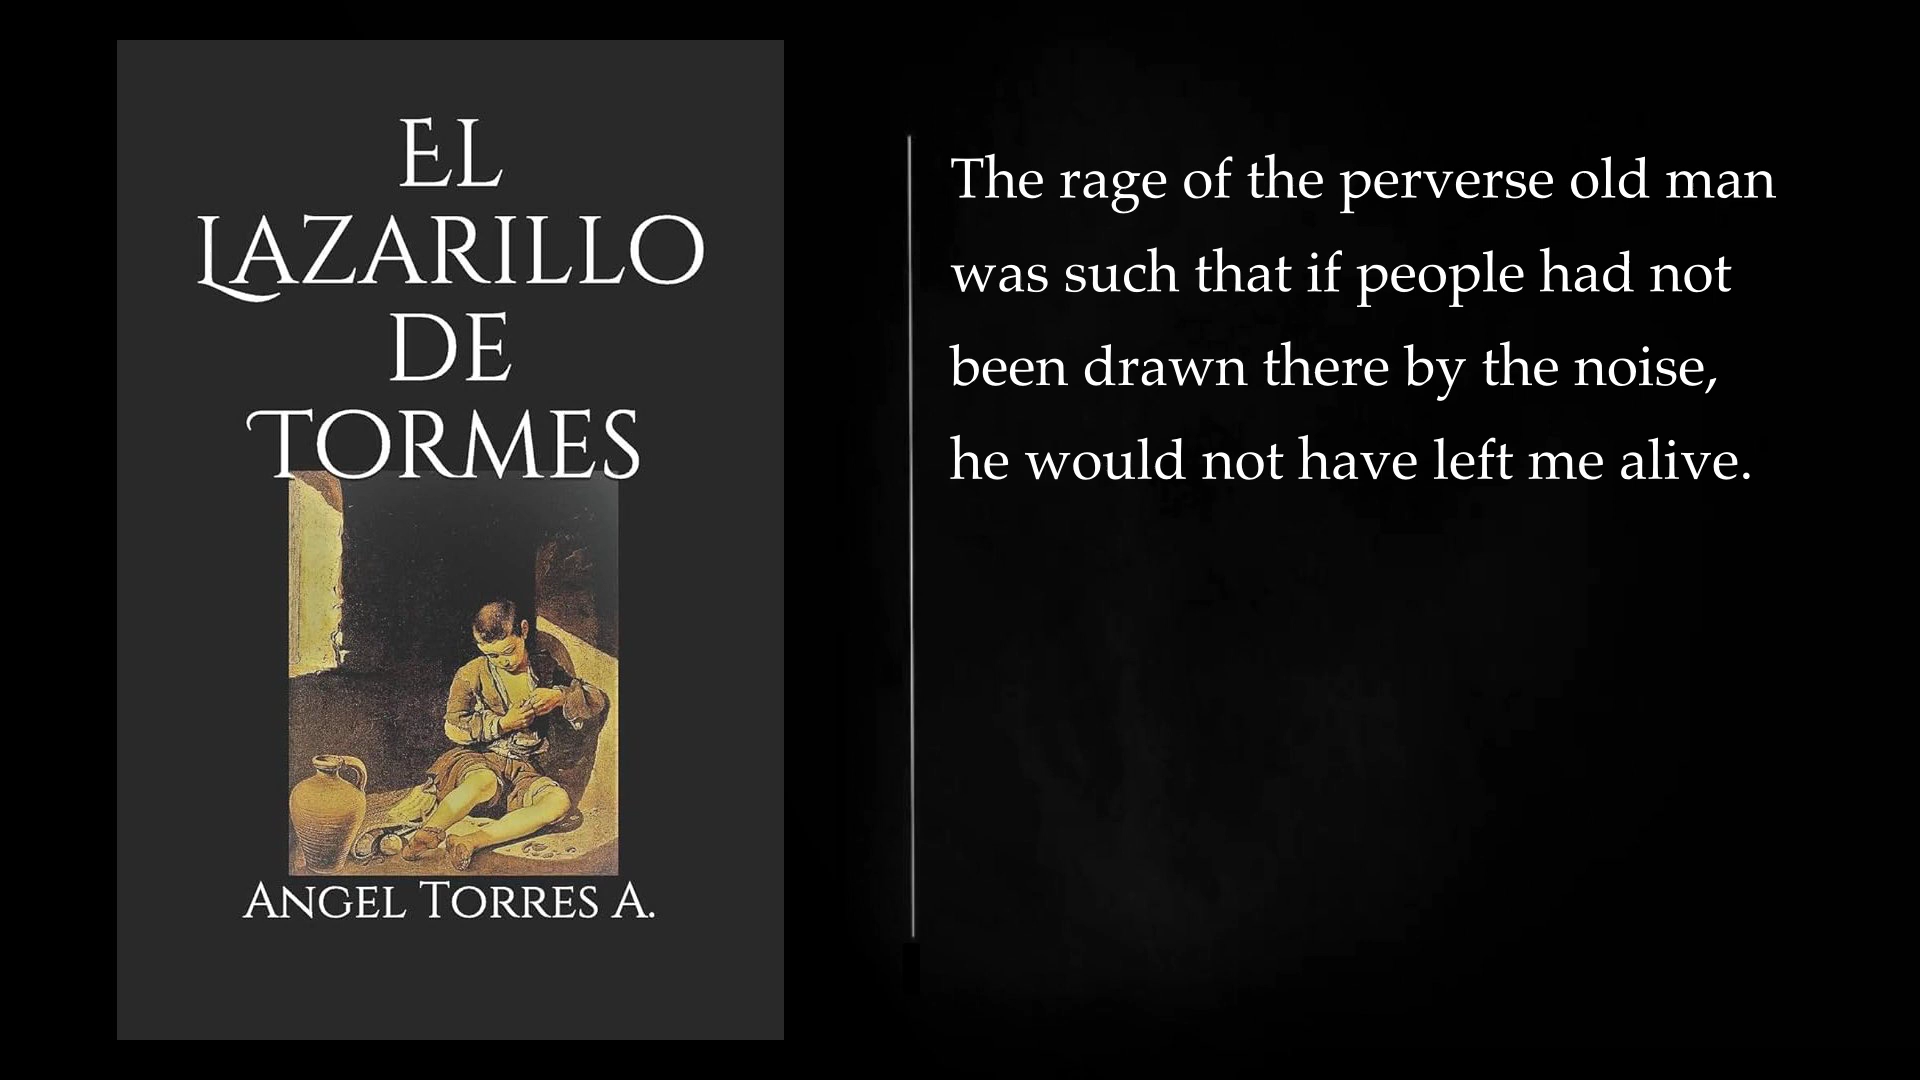 EL
LAZARILLO
DE
TORMES
ANGEL TORRES A.
The rage of the perverse old man
was such that if people had not
been drawn there by the noise,
he would not have left me alive.